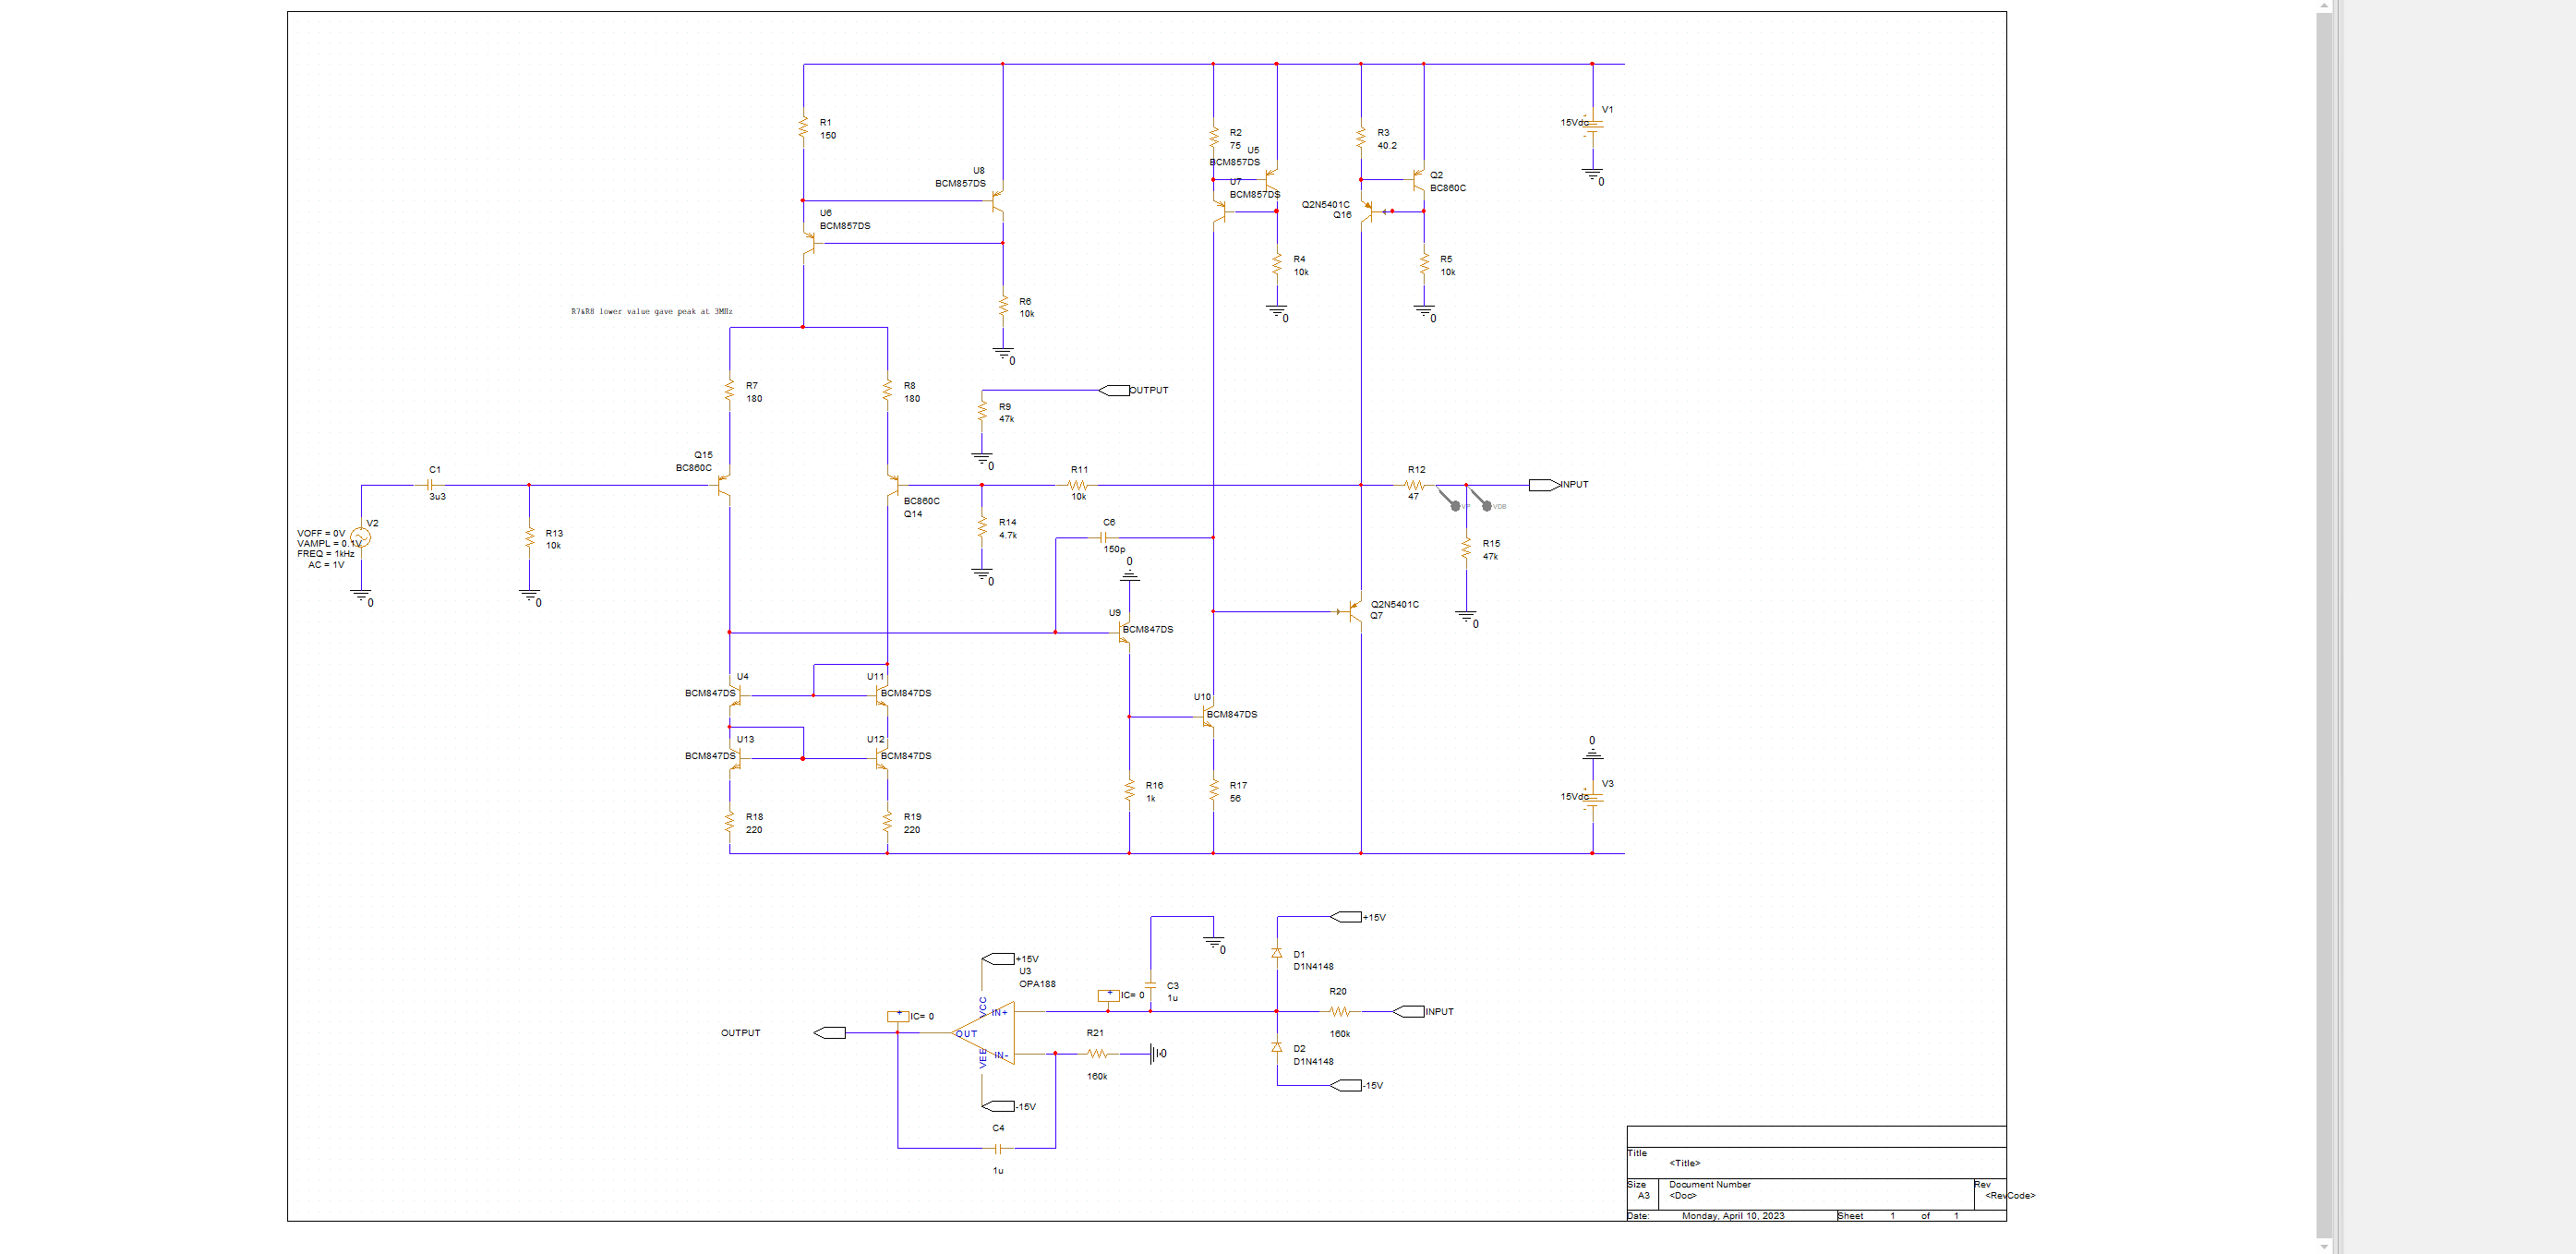 V1
15Vdc
0
R1
150
U8
BCM857DS
U6
BCM857DS
R6
10k
0
R2
75
U5
BCM857DS
U7
BCM857DS
R4
10k
0
R3
40.2
Q2
BC860C
Q2N5401C
Q16
R5
10k
0
R7&R8 lower value gave peak at 3MHz
R7
180
R8
180
OUTPUT
R9
47k
0
Q15
BC860C
BC860C
Q14
C1
3u3
V2
VOFF = 0V
VAMPL = 0.1V
FREQ = 1kHz
AC = 1V
0
R13
10k
0
R11
10k
R14
4.7k
0
C6
150p
0
R12
47
INPUT
VP
VDB
R15
47k
0
Q2N5401C
Q7
U9
BCM847DS
U4
BCM847DS
U11
BCM847DS
U13
BCM847DS
U12
BCM847DS
U10
BCM847DS
R16
1k
R17
56
R18
220
R19
220
0
V3
15Vdc
+15V
U3
OPA188
VCC
IN+
OUT
VEE
IN-
IC= 0
OUTPUT
-15V
C4
1u
R21
160k
0
IC= 0
C3
1u
0
+15V
D1
D1N4148
R20
160k
INPUT
D2
D1N4148
-15V
Title
<Title>
Size
A3
Document Number
<Doc>
Rev
<RevCode>
Date:
Monday, April 10, 2023
Sheet
1
of
1